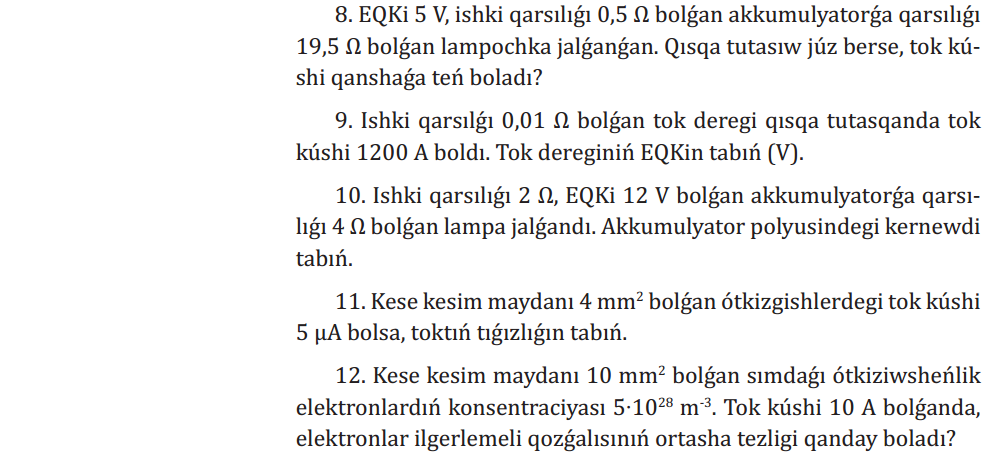 8. EQKi 5 V, ishki qarsılıǵı 0,5 Ω bolǵan akkumulyatorǵa qarsılıǵı
19,5 Ω bolǵan lampochka jalǵanǵan. Qısqa tutasıw júz berse, tok kú-
shi qanshaǵa teń boladı?
9. Ishki qarsılǵı 0,01 Ω bolǵan tok deregi qısqa tutasqanda tok
kúshi 1200 A boldı. Tok dereginiń EQKin tabıń (V).
10. Ishki qarsılıǵı 2 Ω, EQKi 12 V bolǵan akkumulyatorǵa qarsı-
lıǵı 4 Ω bolǵan lampa jalǵandı. Akkumulyator polyusindegi kernewdi
tabıń.
11. Kese kesim maydanı 4 mm² bolǵan ótkizgishlerdegi tok kúshi
5 μA bolsa, toktıń tıǵızlıǵın tabıń.
12. Kese kesim maydanı 10 mm² bolǵan sımdaǵı ótkiziwsheńlik
elektronlardıń konsentraciyası 5·10²⁸ m⁻³. Tok kúshi 10 A bolǵanda,
elektronlar ilgerlemeli qozǵalısınıń ortasha tezligi qanday boladı?